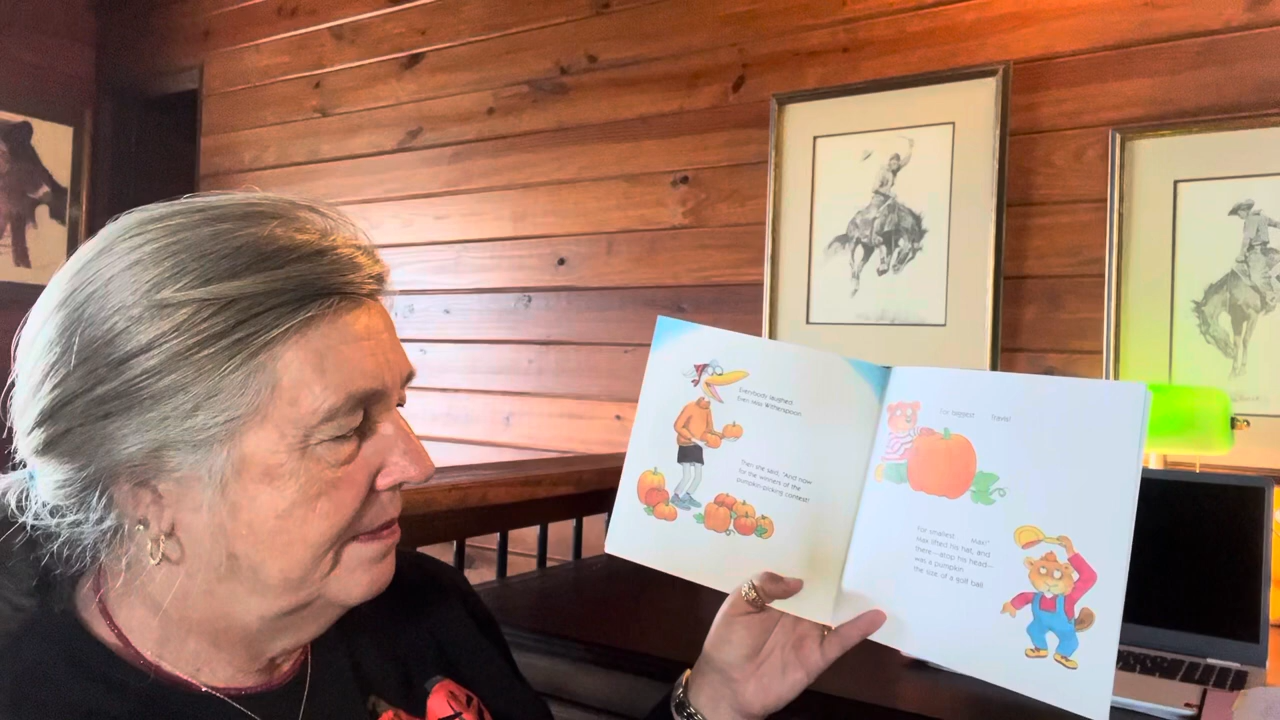 Everybody laughed.
Even Miss Witherspoon.
Then she said, "And now
for the winners of the
pumpkin-picking contest!
For biggest Travis!
For smallest Max!"
Max lifted his hat, and
there—atop his head—
was a pumpkin
the size of a golf ball.